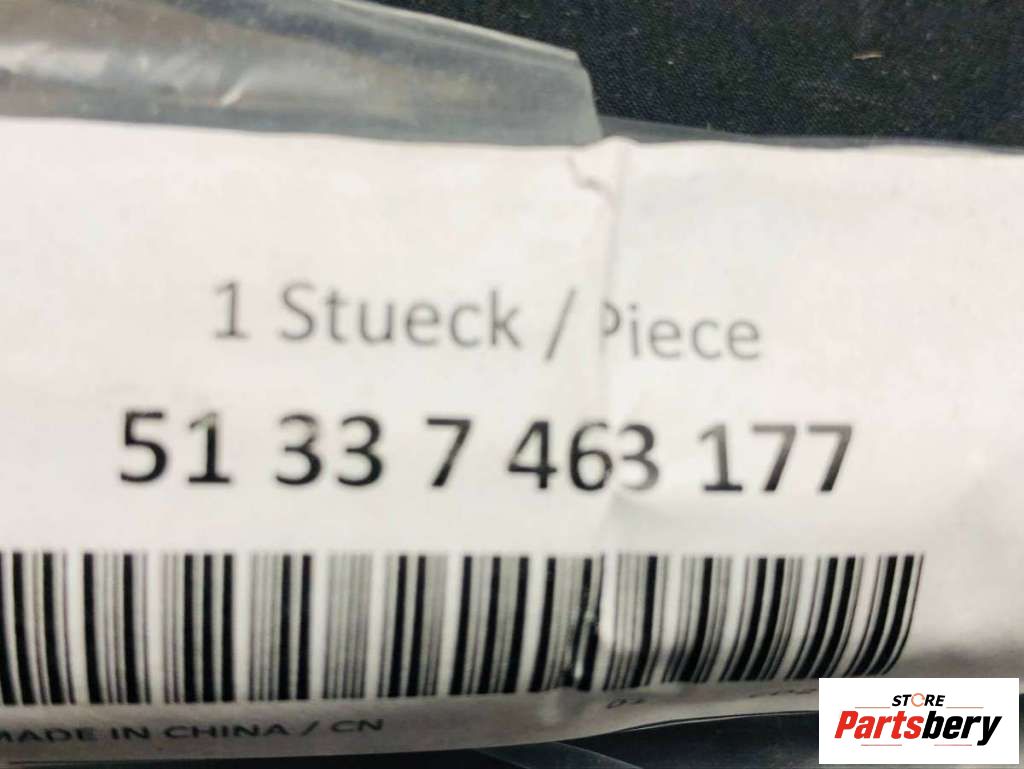 1 Stueck / Piece
51 33 7 463 177
MADE IN CHINA / CN
STORE
Partsbery